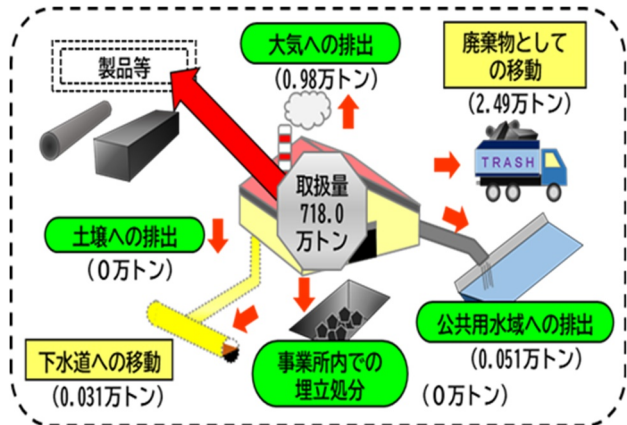 製品等
大気への排出
(0.98万トン)
廃棄物として
の移動
(2.49万トン)
TRASH
取扱量
718.0
万トン
土壌への排出
(0万トン)
公共用水域への排出
(0.051万トン)
下水道への移動
(0.031万トン)
事業所内での
埋立処分
(0万トン)